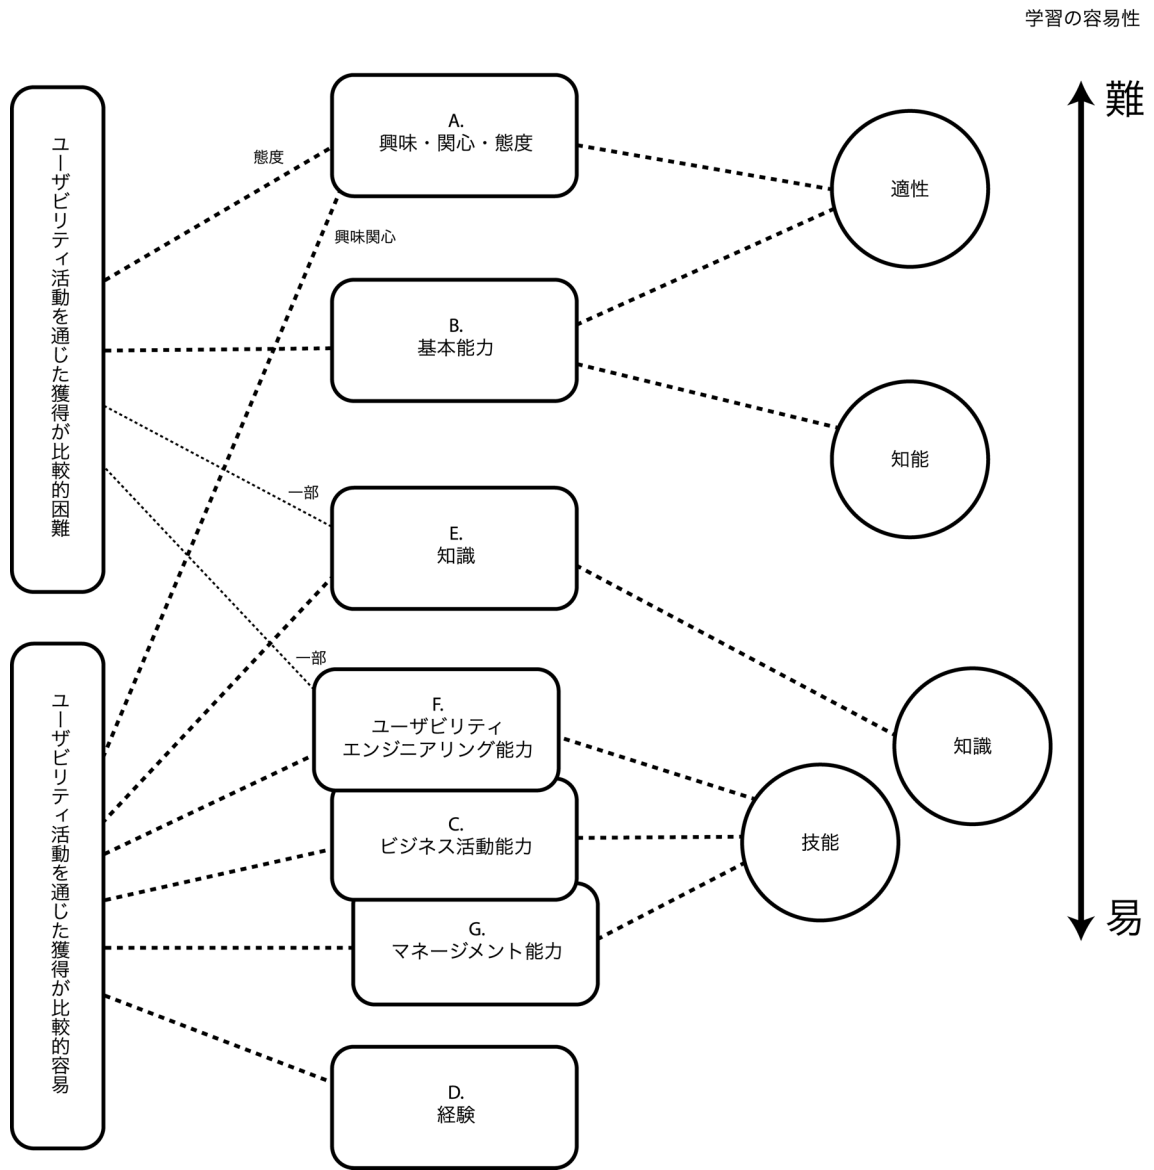 学習の容易性
難
易
ユーザビリティ活動を通じた獲得が比較的困難
ユーザビリティ活動を通じた獲得が比較的容易
態度
興味関心
一部
一部
A.
興味・関心・態度
B.
基本能力
E.
知識
F.
ユーザビリティ
エンジニアリング能力
C.
ビジネス活動能力
G.
マネージメント能力
D.
経験
適性
知能
知識
技能